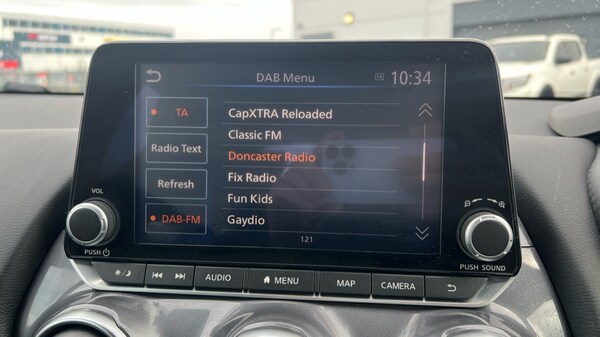 DAB Menu
10:34
TA
CapXTRA Reloaded
Classic FM
Radio Text
Doncaster Radio
Refresh
Fix Radio
Fun Kids
DAB-FM
Gaydio
121
VOL
PUSH
PUSH SOUND
AUDIO
MENU
MAP
CAMERA